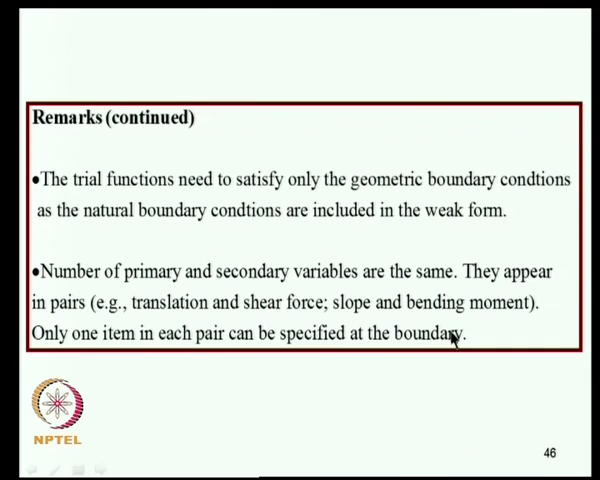 Remarks (continued)
•The trial functions need to satisfy only the geometric boundary condtions
as the natural boundary condtions are included in the weak form.
•Number of primary and secondary variables are the same. They appear
in pairs (e.g., translation and shear force; slope and bending moment).
Only one item in each pair can be specified at the boundary.
NPTEL
46